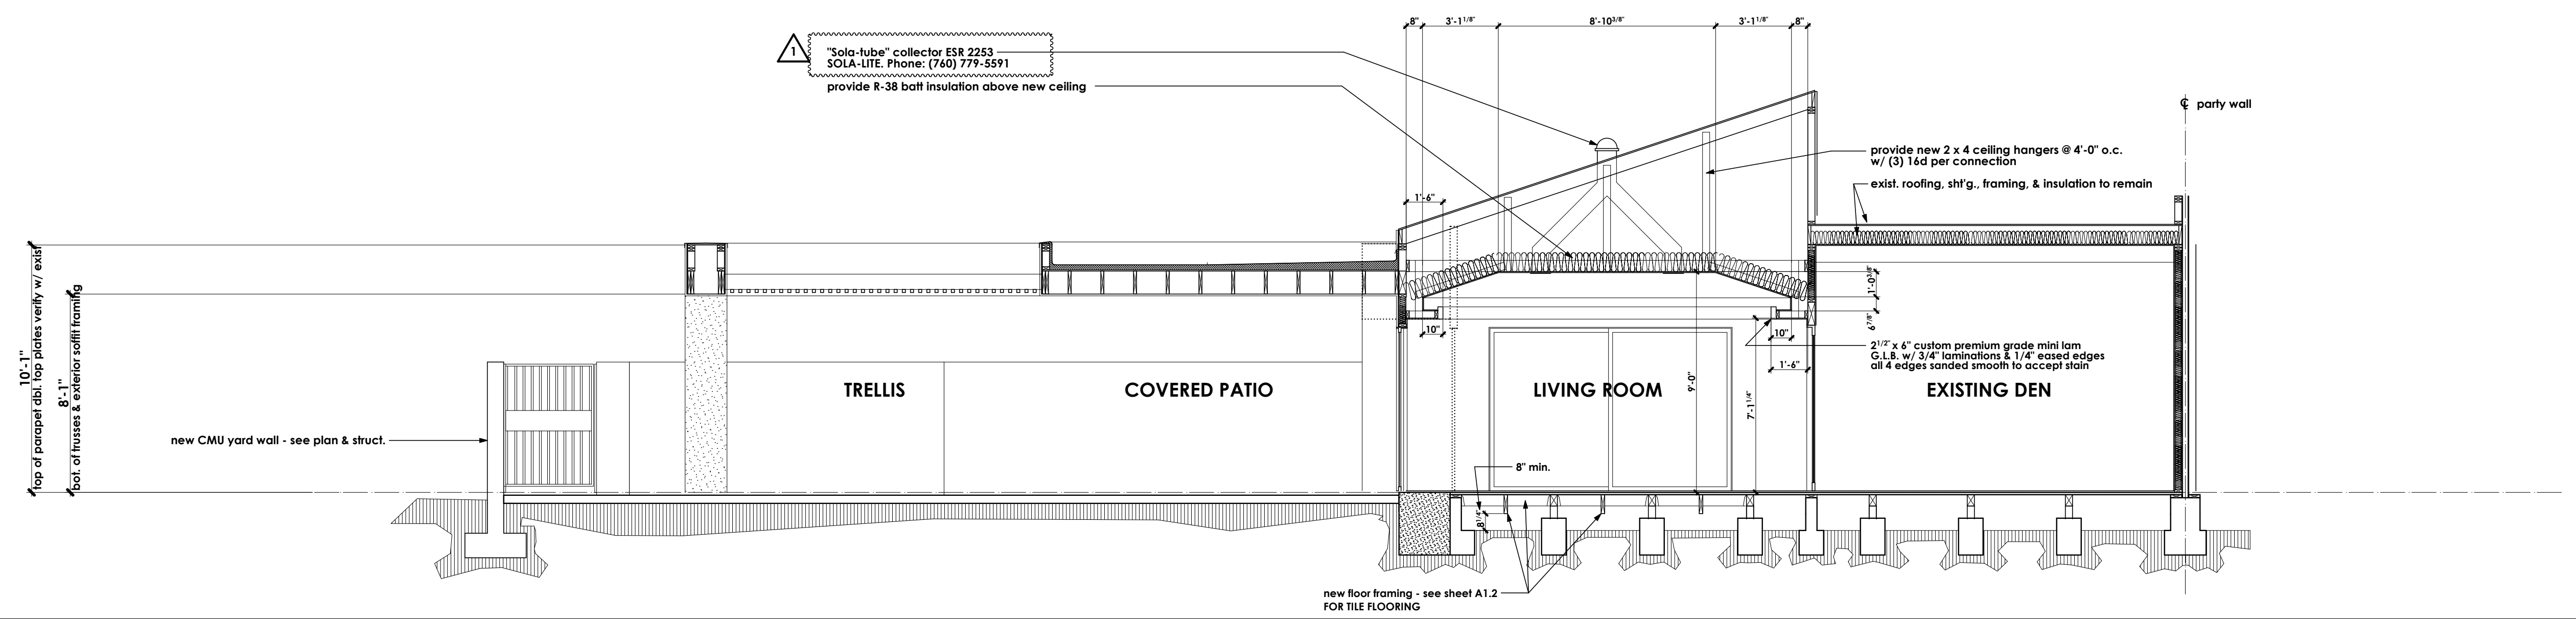 8" 3'-1 1/8" 8'-10 3/8" 3'-1 1/8" 8"
1
"Sola-tube" collector ESR 2253
SOLA-LITE. Phone: (760) 779-5591
provide R-38 batt insulation above new ceiling
℄ party wall
provide new 2 x 4 ceiling hangers @ 4'-0" o.c.
w/ (3) 16d per connection
exist. roofing, sht'g., framing, & insulation to remain
1'-6"
10'-1"
top of parapet dbl. top plates verify w/ exist
8'-1"
bot. of trusses & exterior soffit framing
1'-0 3/8"
6 7/8"
10"
10"
2 1/2" x 6" custom premium grade mini lam
G.L.B. w/ 3/4" laminations & 1/4" eased edges
all 4 edges sanded smooth to accept stain
1'-6"
9'-0"
7'-1 1/4"
TRELLIS
COVERED PATIO
LIVING ROOM
EXISTING DEN
new CMU yard wall - see plan & struct.
8" min.
8 1/4"
new floor framing - see sheet A1.2
FOR TILE FLOORING